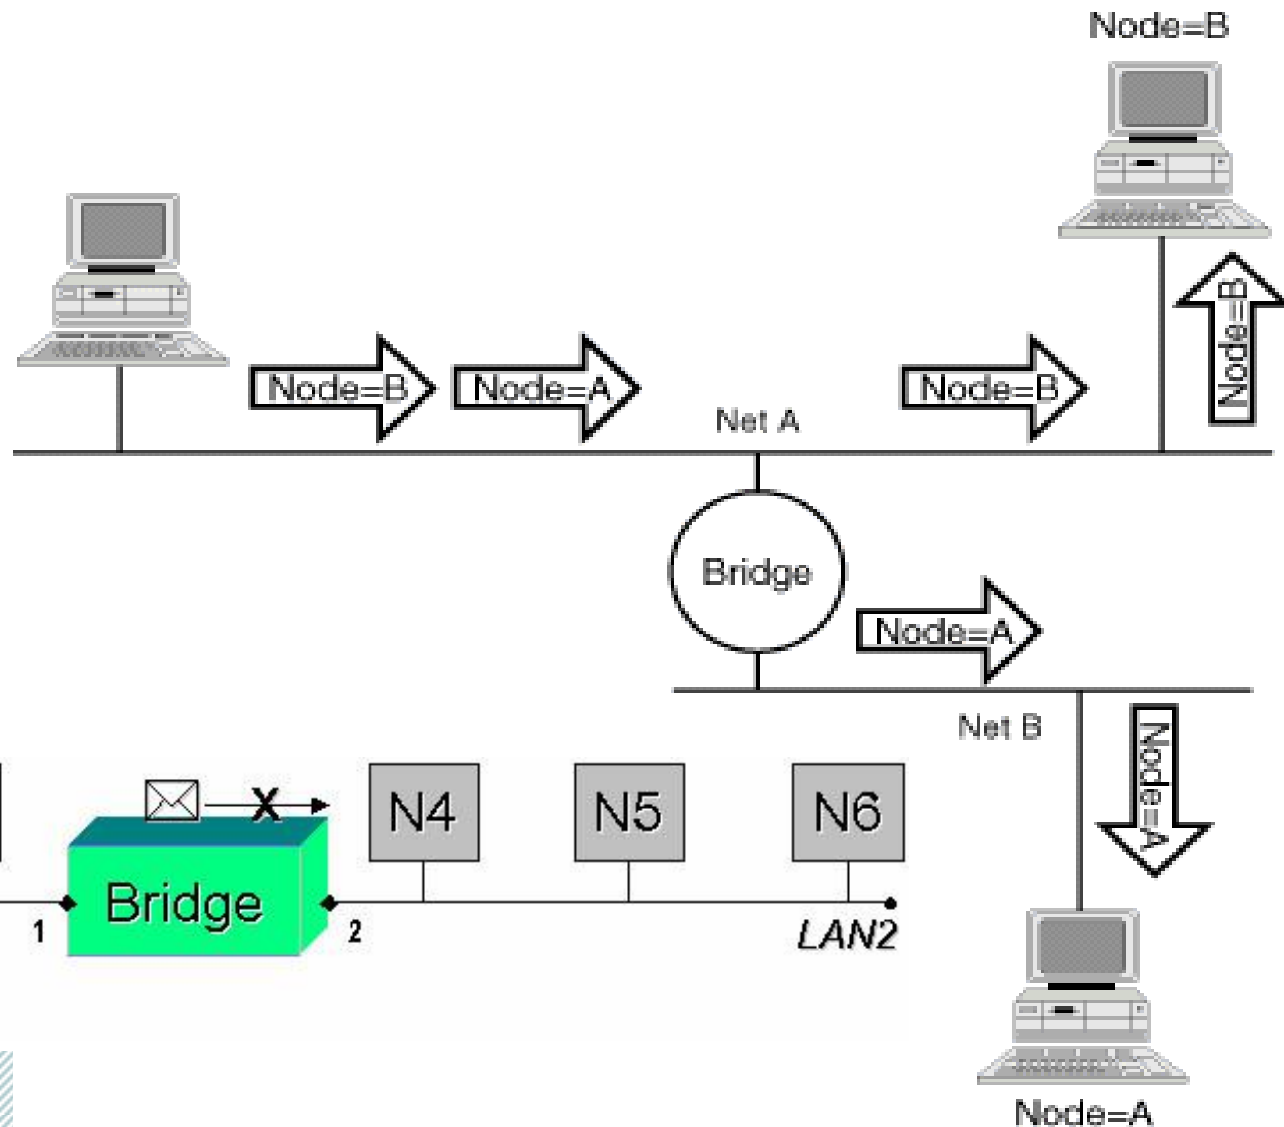 Node=B
Node=B
Node=B
Node=A
Node=B
Net A
Bridge
Node=A
Net B
Node=A
N4
N5
N6
X
Bridge
1
2
LAN2
Node=A